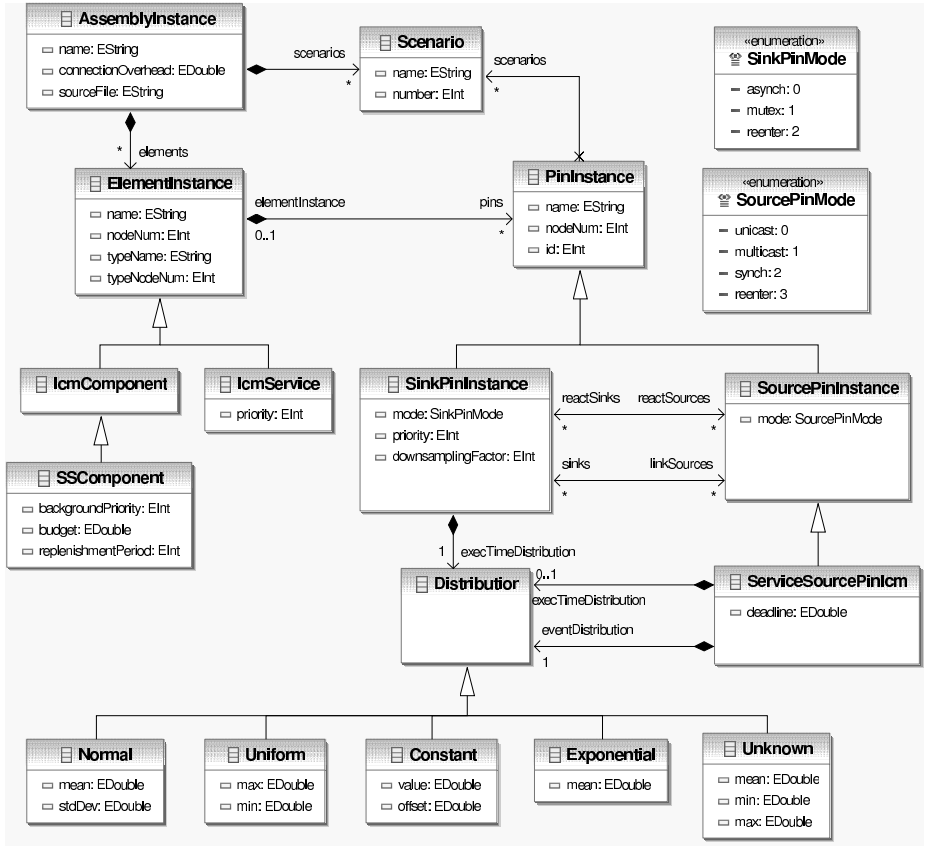 AssemblyInstance
name: EString
connectionOverhead: EDouble
sourceFile: EString
scenarios
*
Scenario
name: EString
number: EInt
scenarios
*
«enumeration»
SinkPinMode
asynch: 0
mutex: 1
reenter: 2
* elements
ElementInstance
name: EString
nodeNum: EInt
typeName: EString
typeNodeNum: EInt
elementInstance
0..1
pins
*
PinInstance
name: EString
nodeNum: EInt
id: EInt
«enumeration»
SourcePinMode
unicast: 0
multicast: 1
synch: 2
reenter: 3
IcmComponent
IcmService
priority: EInt
SinkPinInstance
mode: SinkPinMode
priority: EInt
downsamplingFactor: EInt
reactSinks reactSources
* *
sinks linkSources
* *
SourcePinInstance
mode: SourcePinMode
SSComponent
backgroundPriority: EInt
budget: EDouble
replenishmentPeriod: EInt
1 execTimeDistribution
Distribution
0..1
execTimeDistribution
eventDistribution
1
ServiceSourcePinIcm
deadline: EDouble
Normal
mean: EDouble
stdDev: EDouble
Uniform
max: EDouble
min: EDouble
Constant
value: EDouble
offset: EDouble
Exponential
mean: EDouble
Unknown
mean: EDouble
min: EDouble
max: EDouble